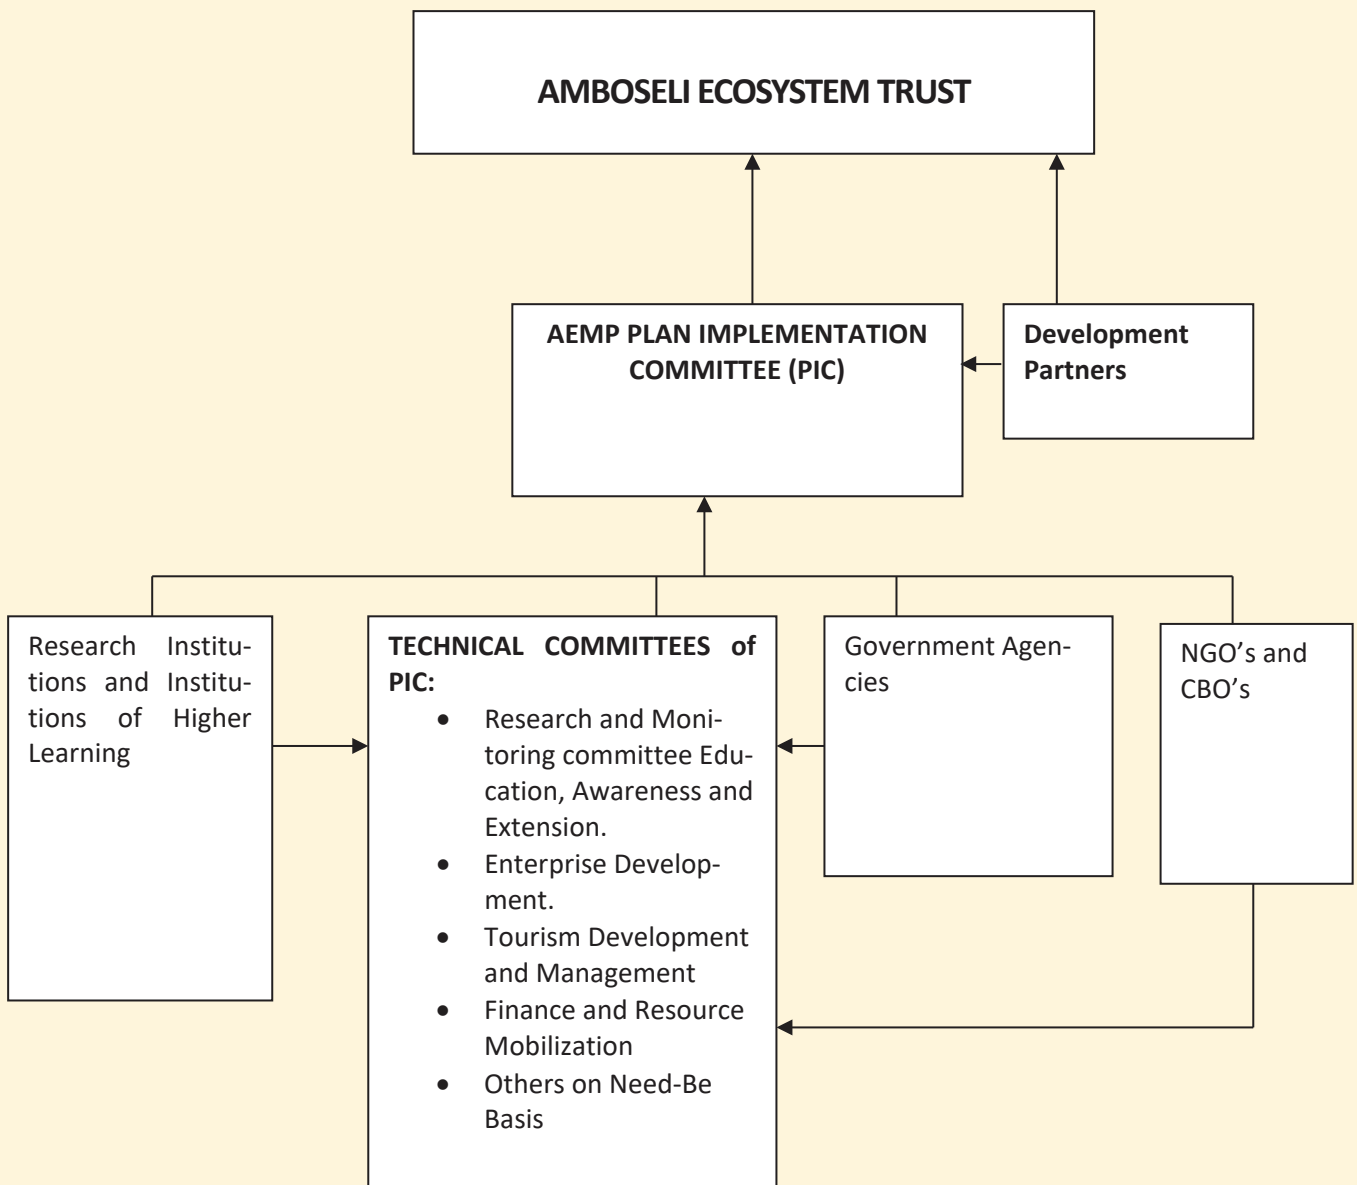 AMBOSELI ECOSYSTEM TRUST
AEMP PLAN IMPLEMENTATION
COMMITTEE (PIC)
Development
Partners
Research Institu-
tions and Institu-
tions of Higher
Learning
TECHNICAL COMMITTEES of
PIC:
• Research and Moni-
toring committee Edu-
cation, Awareness and
Extension.
• Enterprise Develop-
ment.
• Tourism Development
and Management
• Finance and Resource
Mobilization
• Others on Need-Be
Basis
Government Agen-
cies
NGO’s and
CBO’s